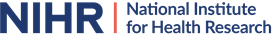 NIHR | National Institute
for Health Research